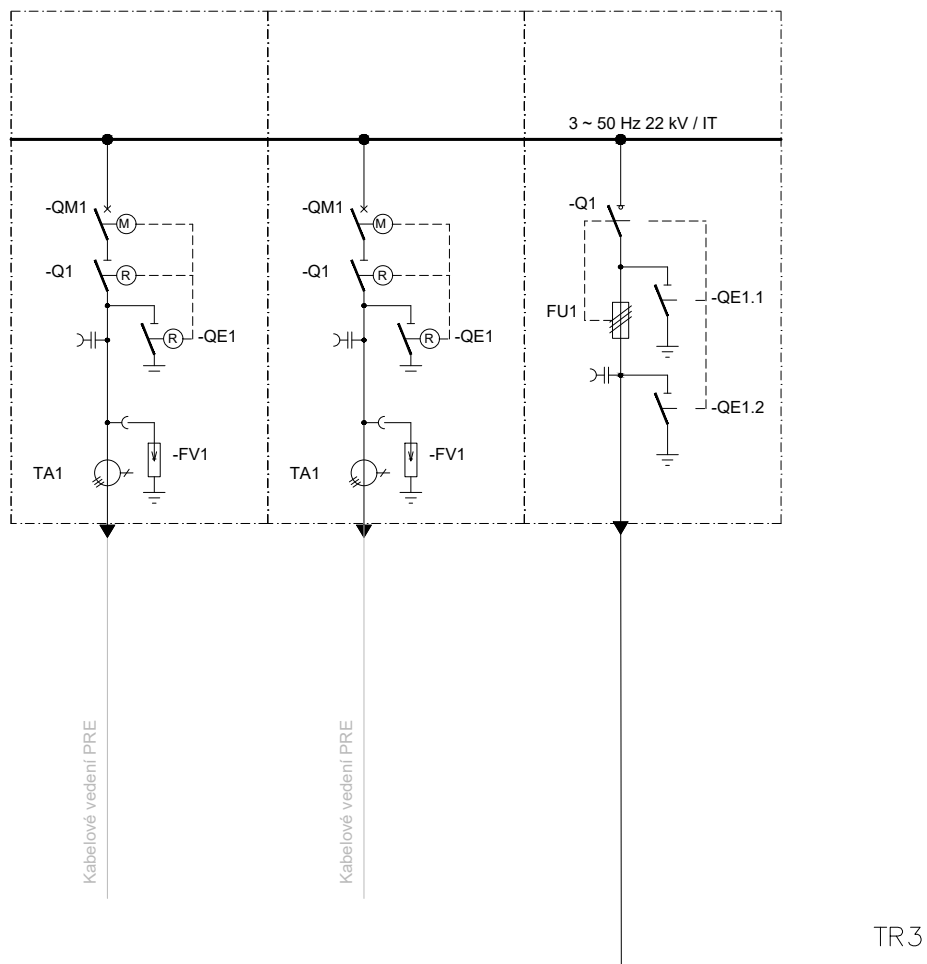 3 ~ 50 Hz 22 kV / IT
-QM1
M
-QM1
M
-Q1
-Q1
R
-Q1
R
-QE1.1
FU1
R
-QE1
R
-QE1
-QE1.2
-FV1
-FV1
TA1
TA1
Kabelové vedení PRE
Kabelové vedení PRE
TR3